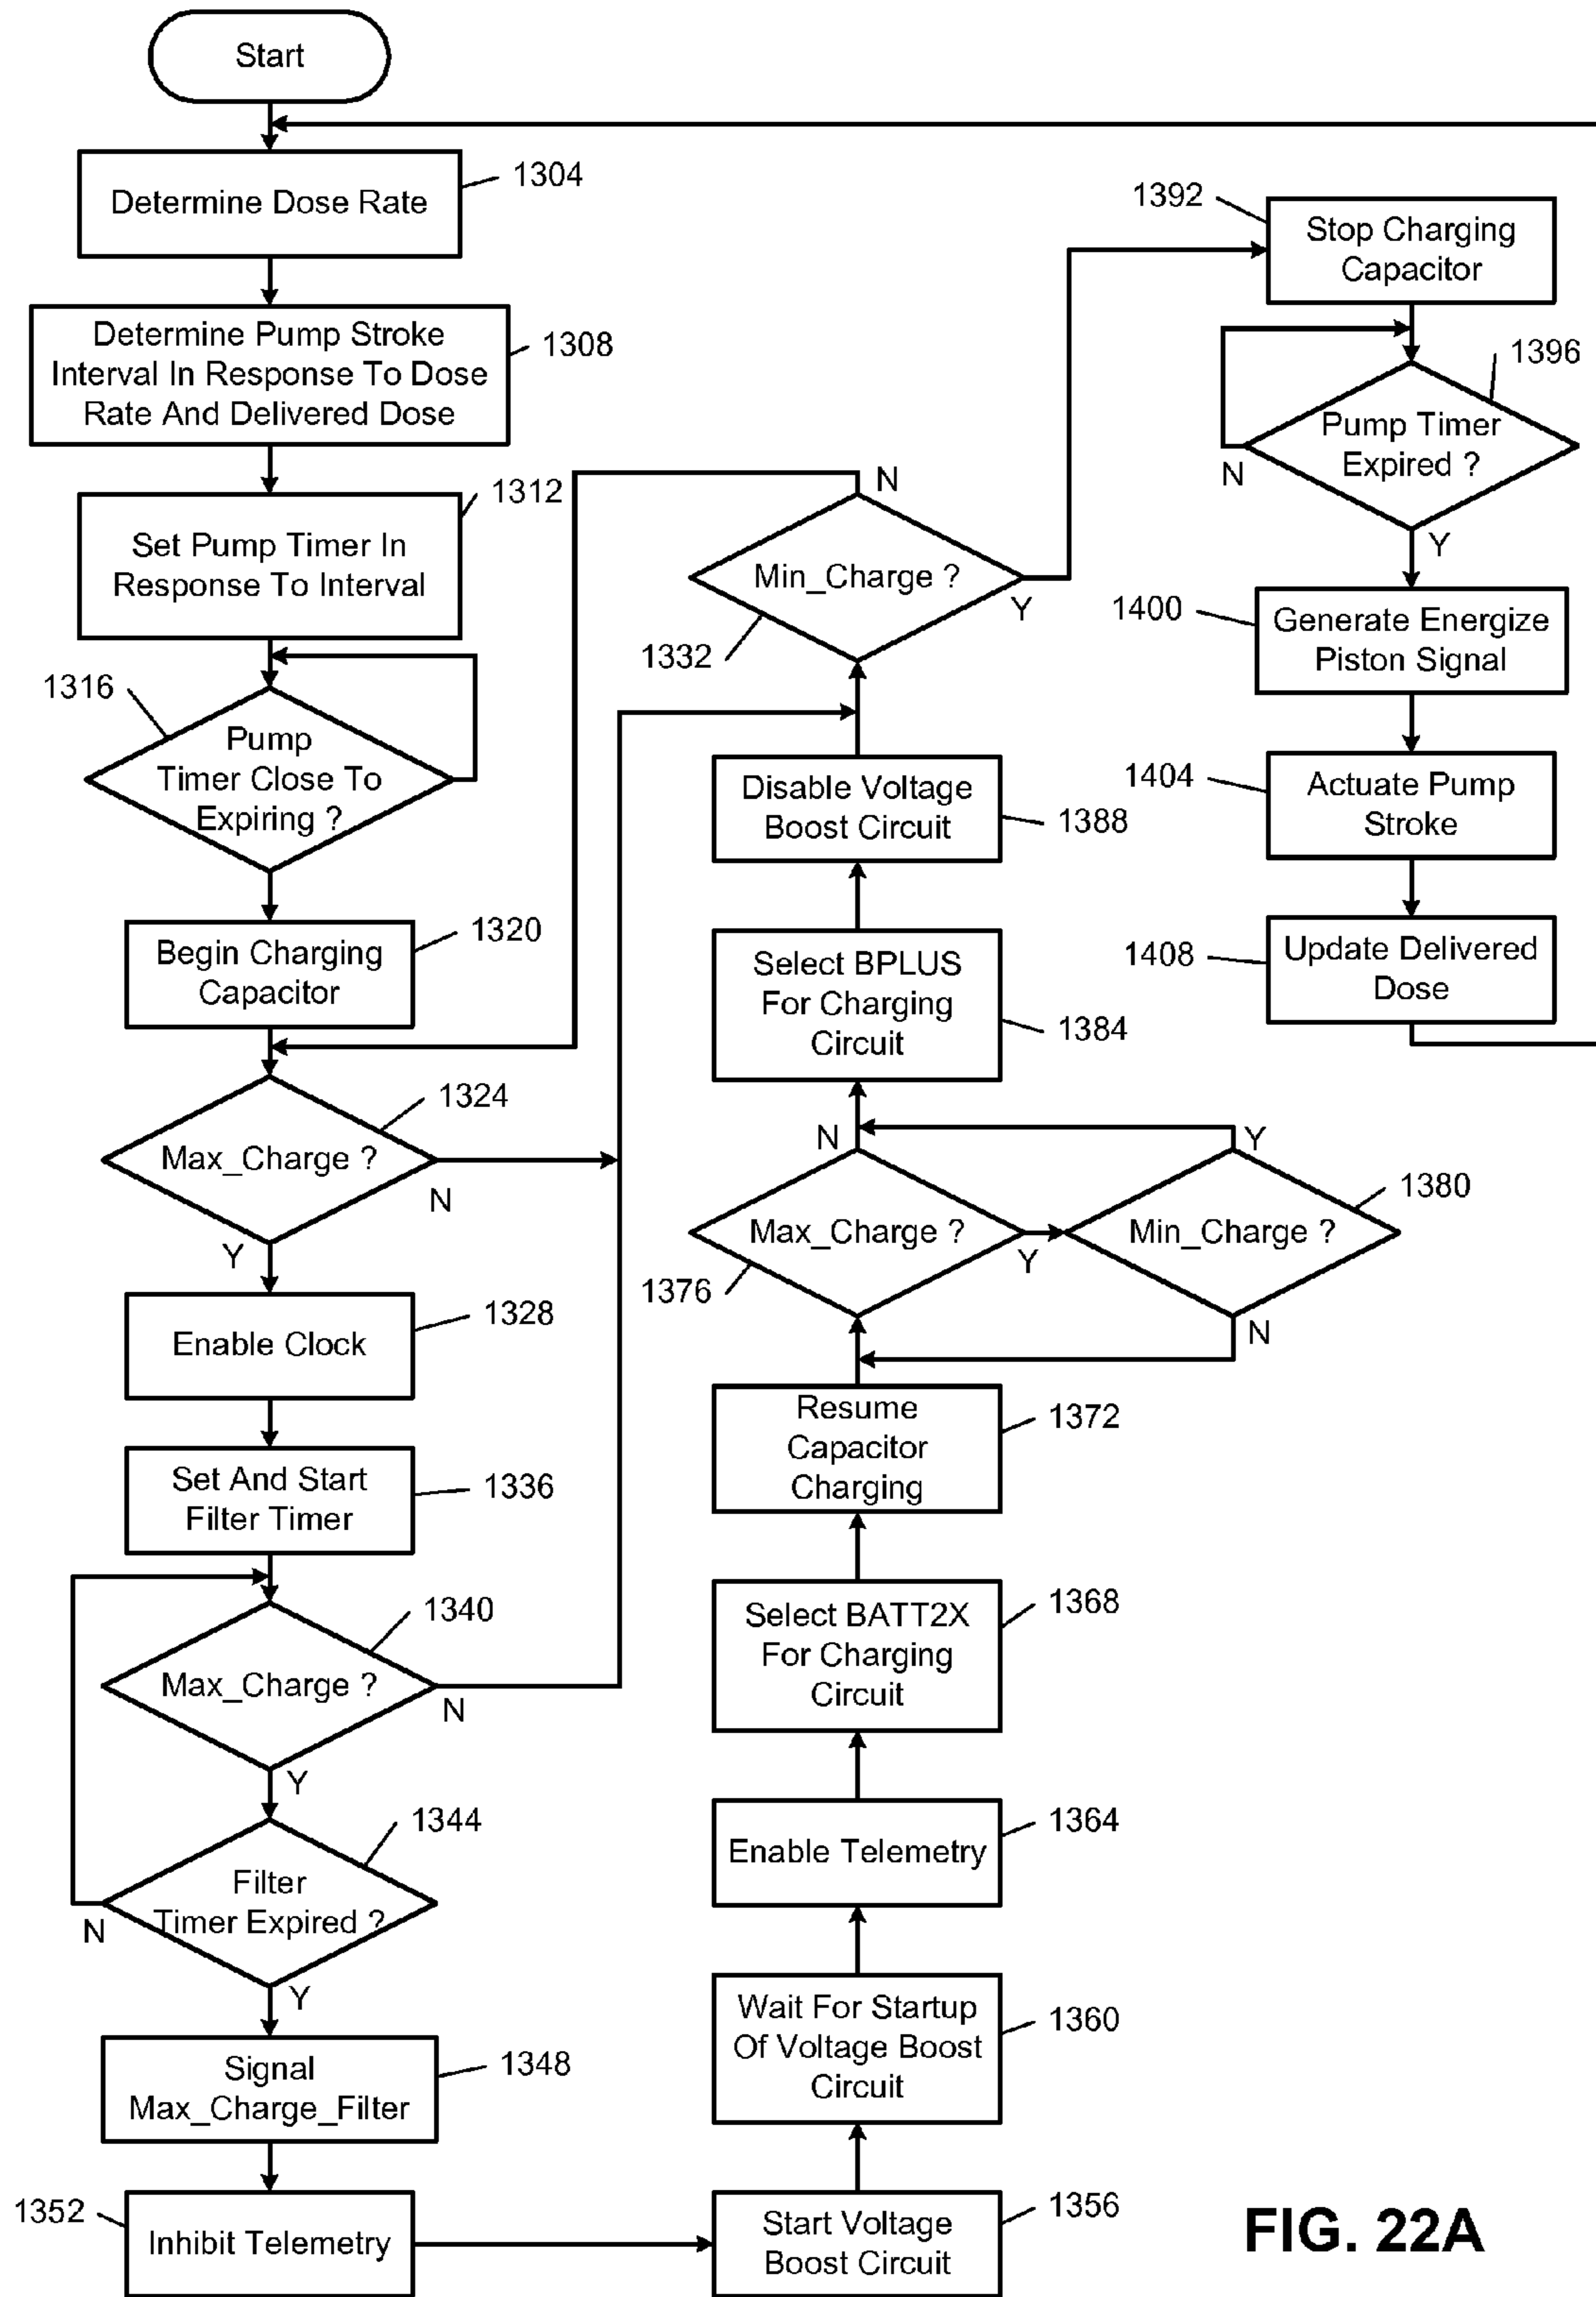 Start
Determine Dose Rate
1304
Determine Pump Stroke
Interval In Response To Dose
Rate And Delivered Dose
1308
Set Pump Timer In
Response To Interval
1312
1316
Pump
Timer Close To
Expiring ?
Begin Charging
Capacitor
1320
Max_Charge ?
1324
N
Y
Enable Clock
1328
Set And Start
Filter Timer
1336
Max_Charge ?
1340
N
Y
Filter
Timer Expired ?
1344
N
Y
Signal
Max_Charge_Filter
1348
1352
Inhibit Telemetry
Start Voltage
Boost Circuit
1356
Wait For Startup
Of Voltage Boost
Circuit
1360
Enable Telemetry
1364
Select BATT2X
For Charging
Circuit
1368
Resume
Capacitor
Charging
1372
Max_Charge ?
1376
N
Y
Min_Charge ?
1380
Y
N
Select BPLUS
For Charging
Circuit
1384
Disable Voltage
Boost Circuit
1388
Min_Charge ?
1332
N
Y
1392
Stop Charging
Capacitor
1396
Pump Timer
Expired ?
N
Y
1400
Generate Energize
Piston Signal
1404
Actuate Pump
Stroke
1408
Update Delivered
Dose
FIG. 22A